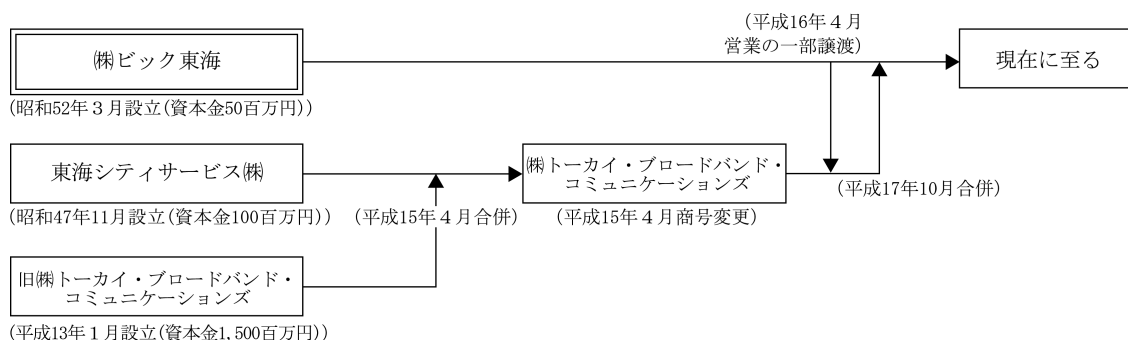 (平成16年４月
営業の一部譲渡)
㈱ビック東海
現在に至る
(昭和52年３月設立(資本金50百万円))
東海シティサービス㈱
㈱トーカイ・ブロードバンド・
コミュニケーションズ
(平成17年10月合併)
(昭和47年11月設立(資本金100百万円))
(平成15年４月合併)
(平成15年４月商号変更)
旧㈱トーカイ・ブロードバンド・
コミュニケーションズ
(平成13年１月設立(資本金1,500百万円))